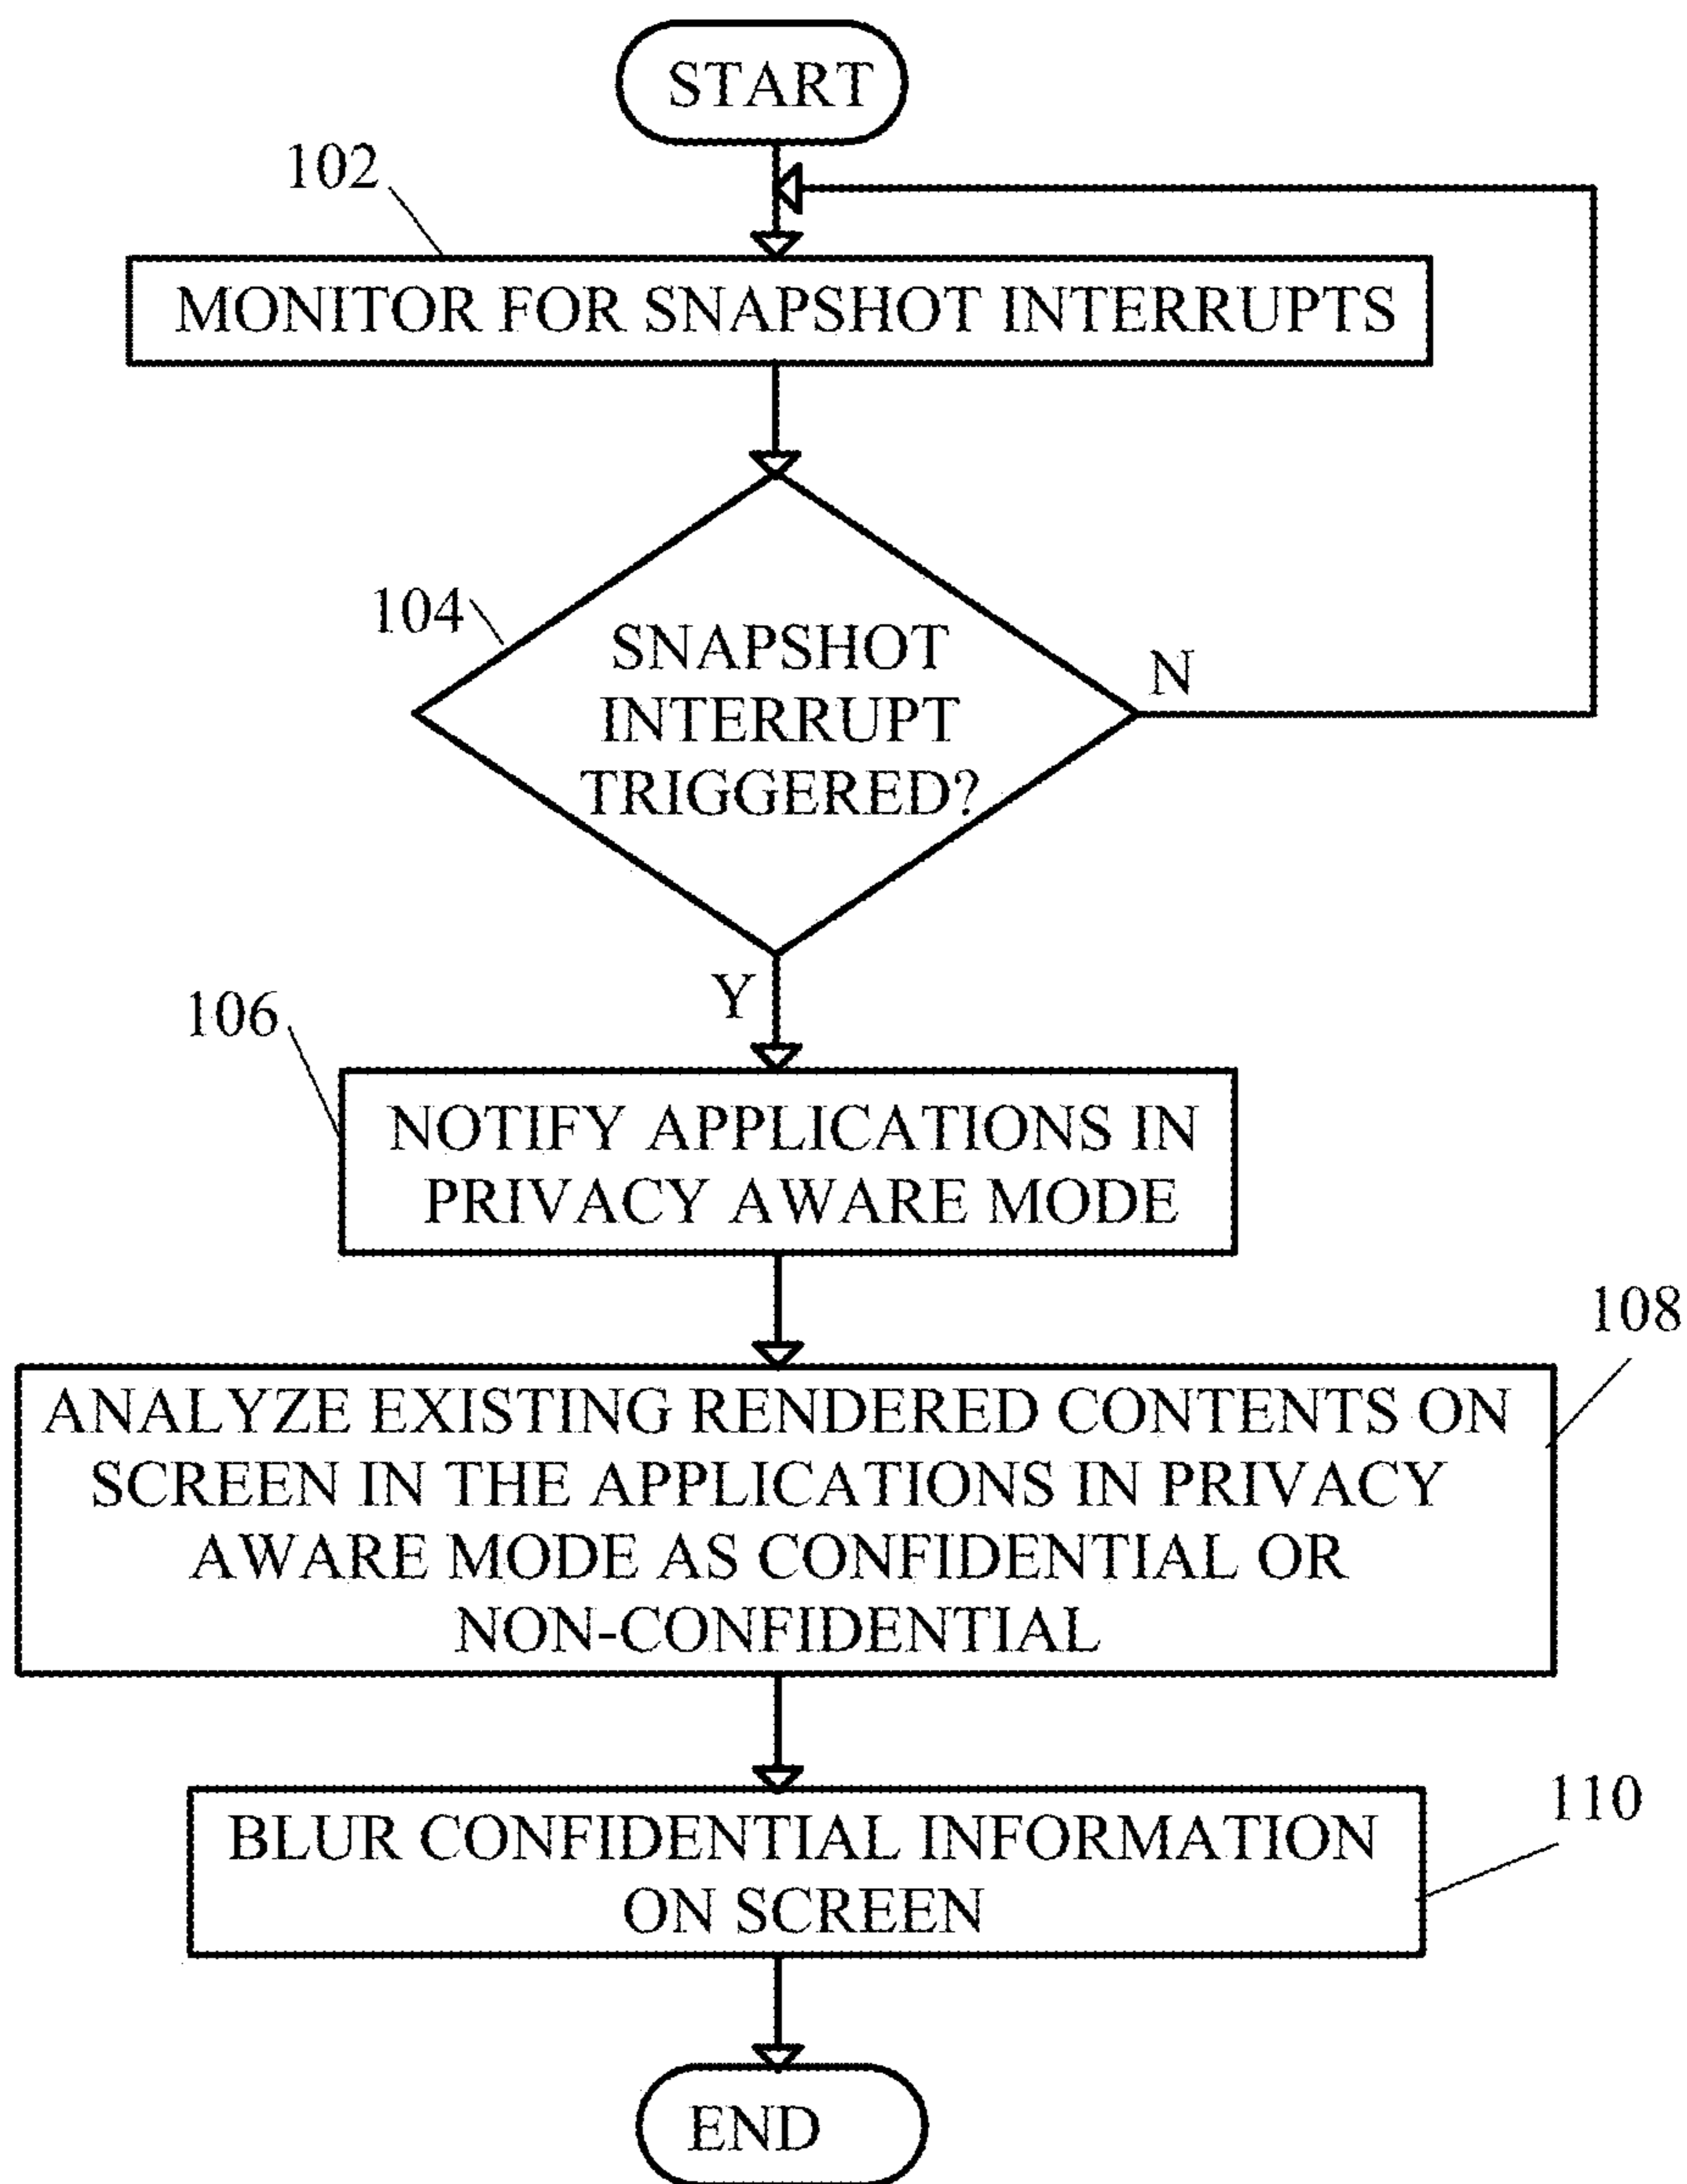 START
102
MONITOR FOR SNAPSHOT INTERRUPTS
104
SNAPSHOT
INTERRUPT
TRIGGERED?
N
Y
106
NOTIFY APPLICATIONS IN
PRIVACY AWARE MODE
108
ANALYZE EXISTING RENDERED CONTENTS ON
SCREEN IN THE APPLICATIONS IN PRIVACY
AWARE MODE AS CONFIDENTIAL OR
NON-CONFIDENTIAL
110
BLUR CONFIDENTIAL INFORMATION
ON SCREEN
END